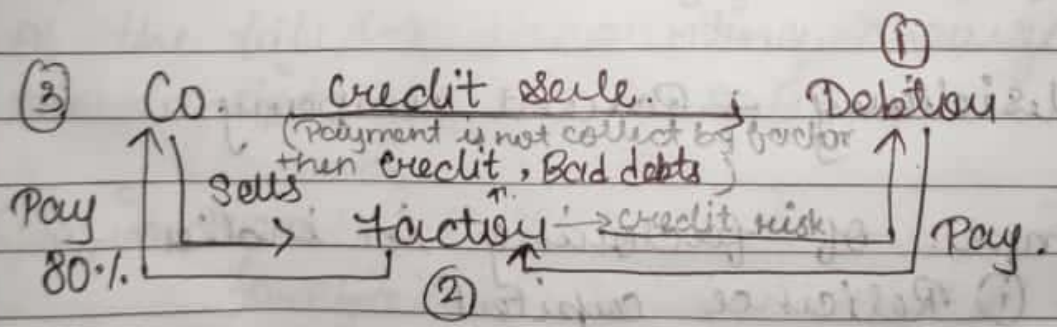 ①
③ Co. Credit sale. Debtor
(Payment is not collect by factor
then credit, Bad debts)
Sells
Pay factor → credit risk Pay.
80%.
②